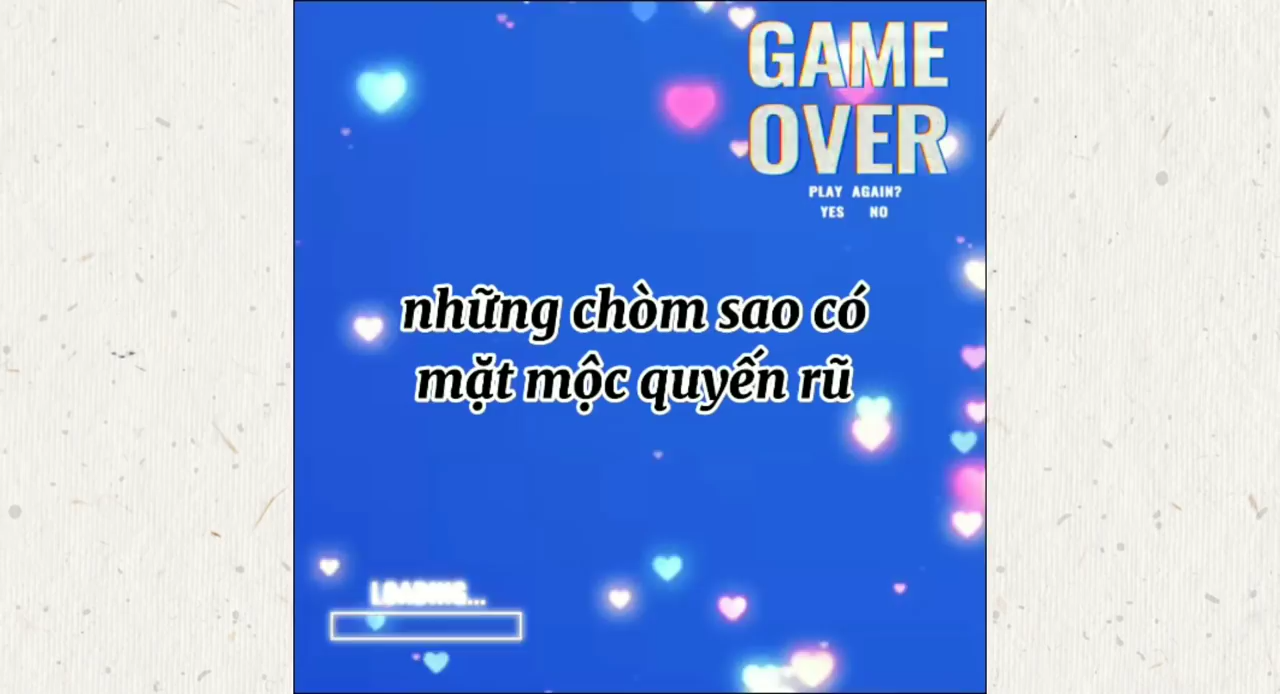 GAME
OVER
PLAY AGAIN?
YES NO
những chòm sao có
mặt mộc quyến rũ
LOADING...